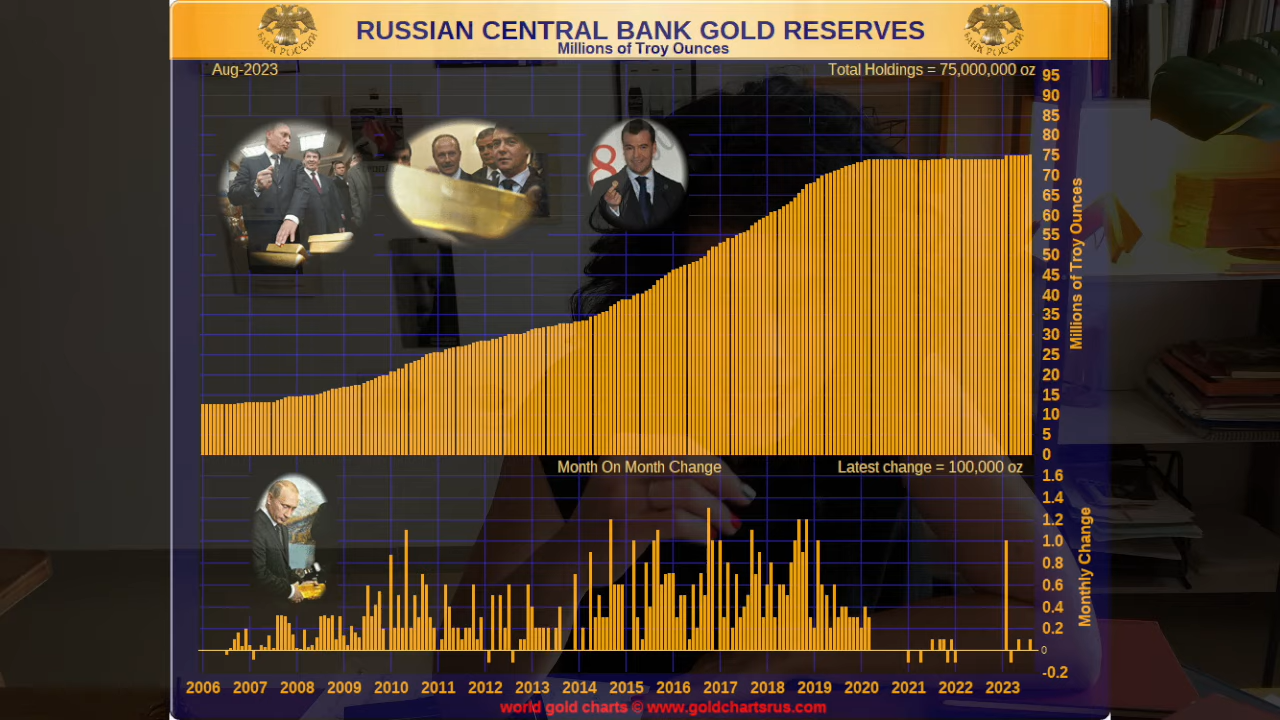 RUSSIAN CENTRAL BANK GOLD RESERVES
Millions of Troy Ounces
БАНК РОССИИ
БАНК РОССИИ
Aug-2023
Total Holdings = 75,000,000 oz
95
90
85
80
75
70
65
60
55
50
45
40
35
30
25
20
15
10
5
0
Millions of Troy Ounces
8
Month On Month Change
Latest change = 100,000 oz
1.6
1.4
1.2
1.0
0.8
0.6
0.4
0.2
0
-0.2
Monthly Change
2006 2007 2008 2009 2010 2011 2012 2013 2014 2015 2016 2017 2018 2019 2020 2021 2022 2023
world gold charts © www.goldchartsrus.com